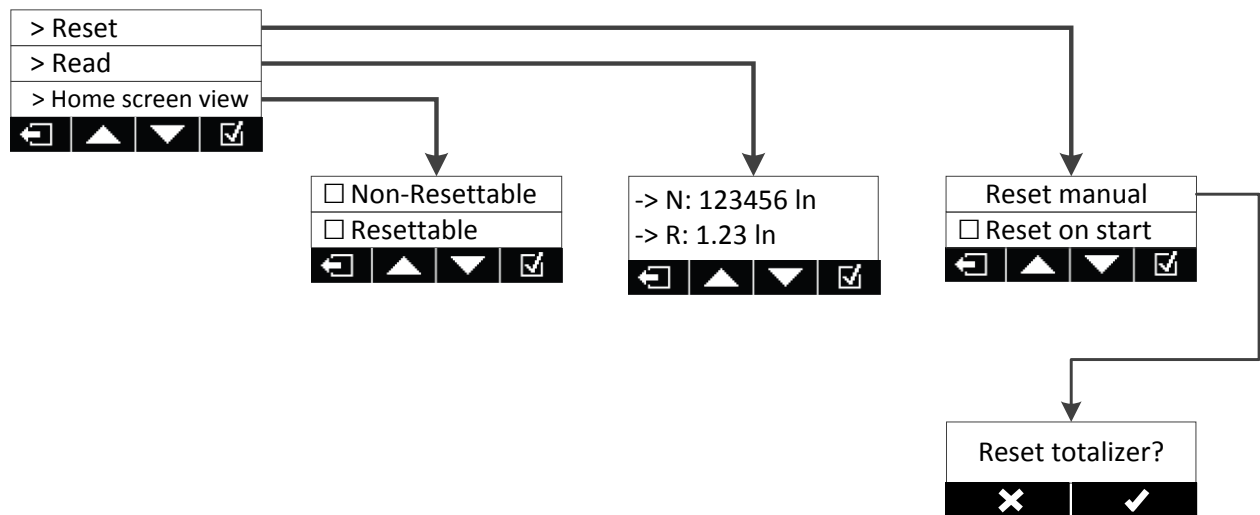 > Reset
> Read
> Home screen view
☐ Non-Resettable
☐ Resettable
-> N: 123456 ln
-> R: 1.23 ln
Reset manual
☐ Reset on start
Reset totalizer?